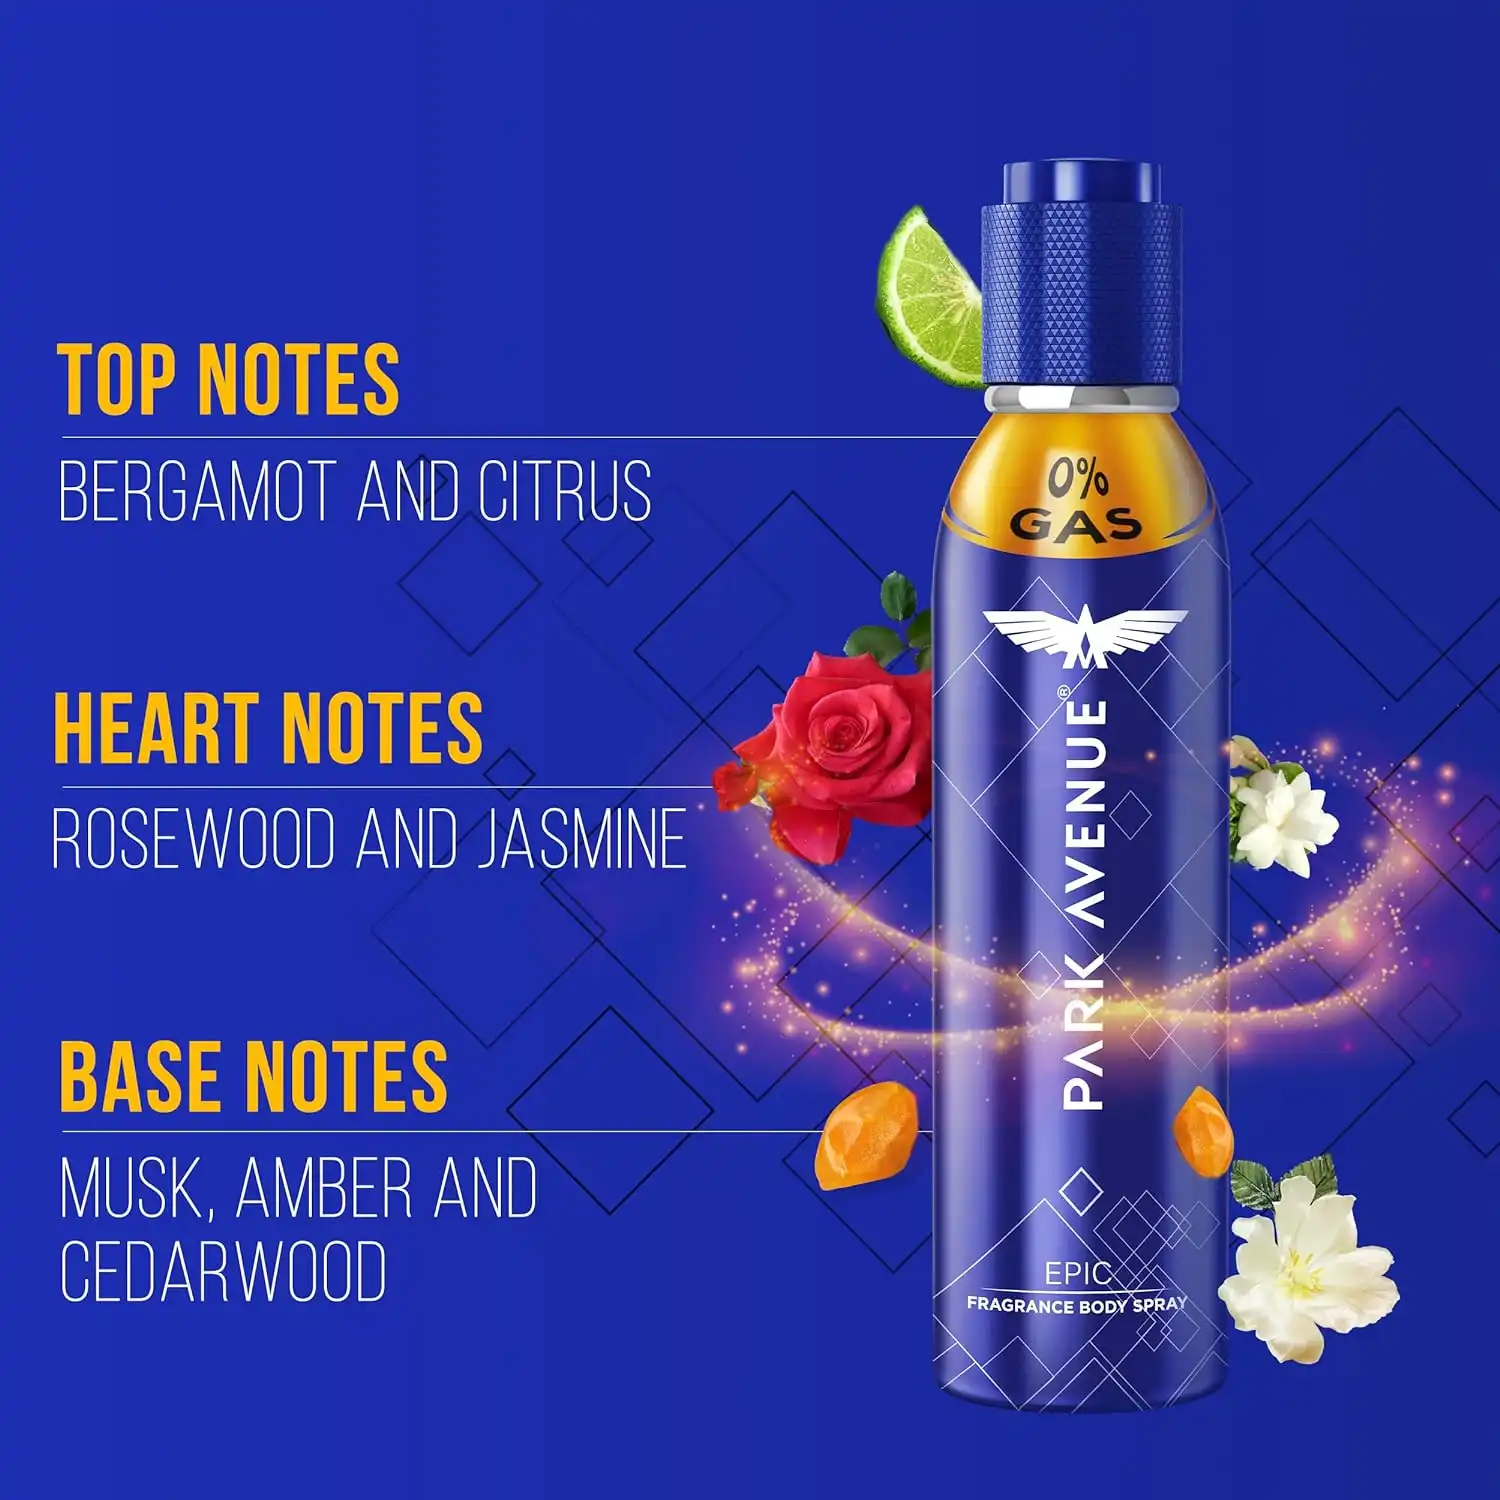 TOP NOTES
BERGAMOT AND CITRUS
HEART NOTES
ROSEWOOD AND JASMINE
BASE NOTES
MUSK, AMBER AND
CEDARWOOD
0%
GAS
PARK AVENUE®
EPIC
FRAGRANCE BODY SPRAY